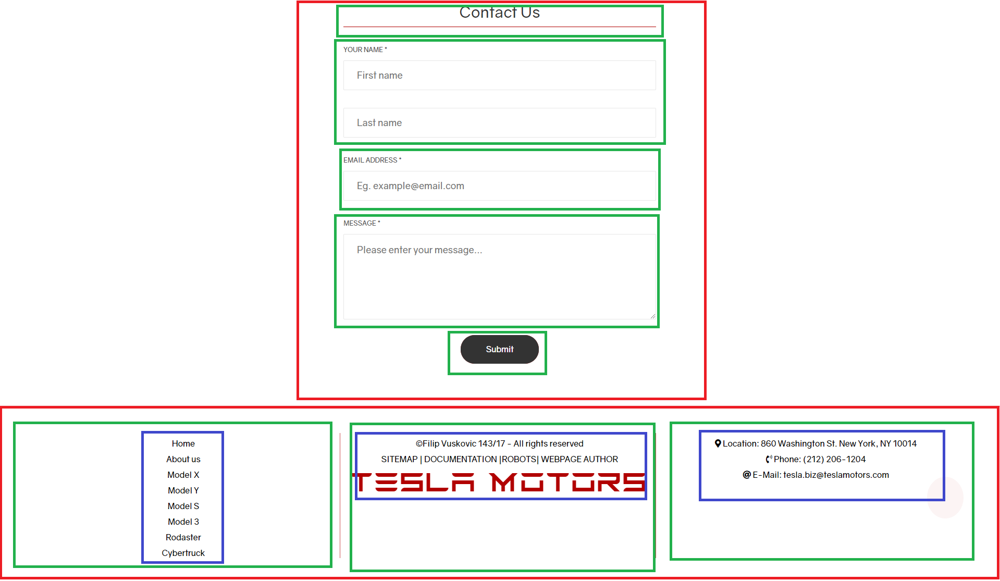 Contact Us
YOUR NAME *
First name
Last name
EMAIL ADDRESS *
Eg. example@email.com
MESSAGE *
Please enter your message...
Submit
Home
About us
Model X
Model Y
Model S
Model 3
Rodaster
Cybertruck
©Filip Vuskovic 143/17 - All rights reserved
SITEMAP | DOCUMENTATION |ROBOTS| WEBPAGE AUTHOR
TESLA MOTORS
Location: 860 Washington St. New York, NY 10014
Phone: (212) 206-1204
E-Mail: tesla.biz@teslamotors.com